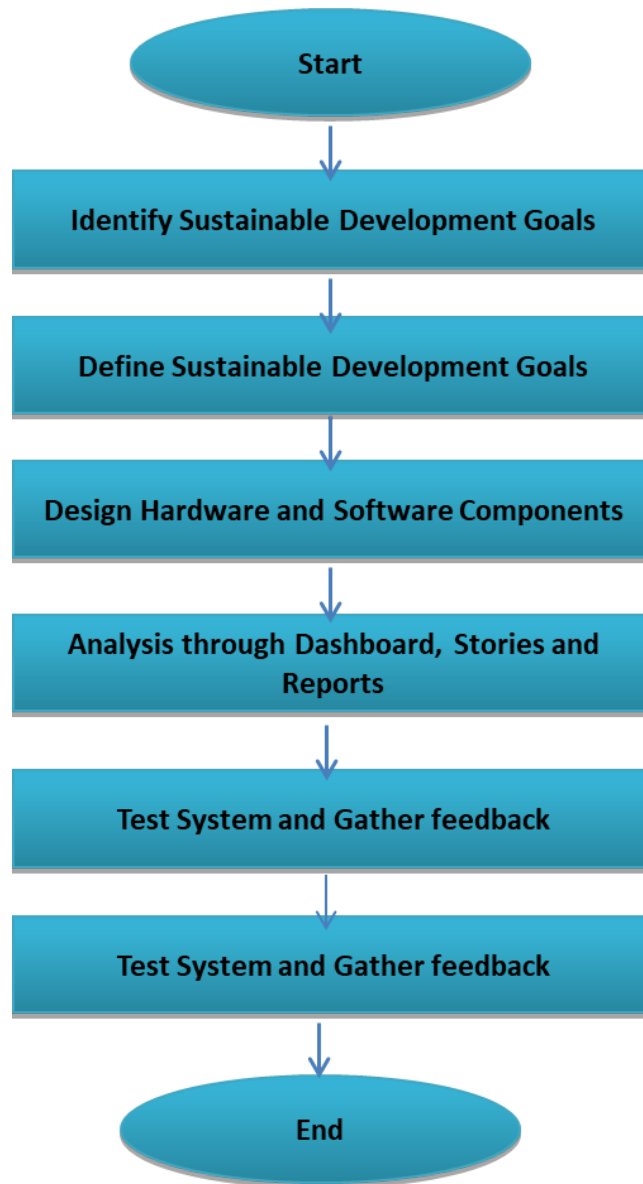 Start
Identify Sustainable Development Goals
Define Sustainable Development Goals
Design Hardware and Software Components
Analysis through Dashboard, Stories and
Reports
Test System and Gather feedback
Test System and Gather feedback
End